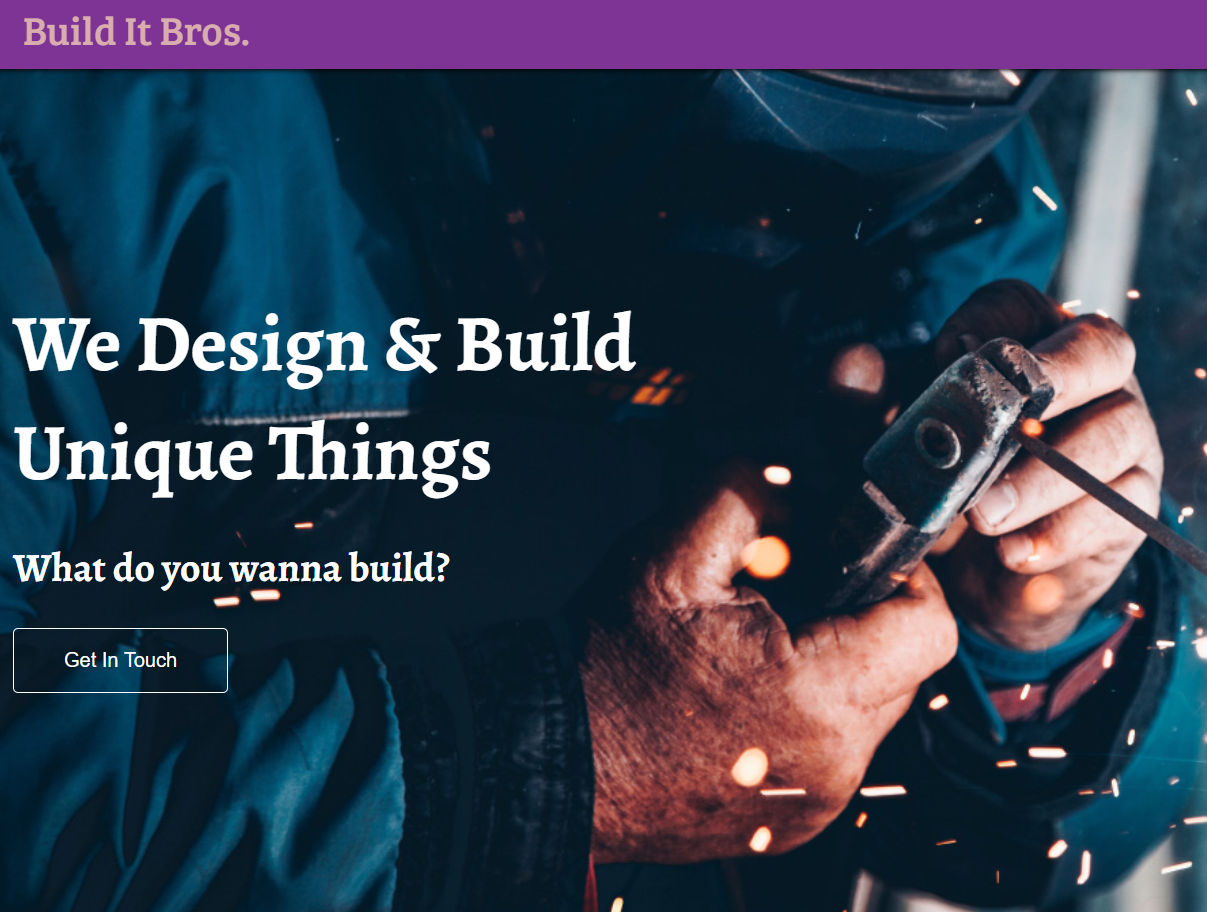 Build It Bros.
We Design & Build
Unique Things
What do you wanna build?
Get In Touch